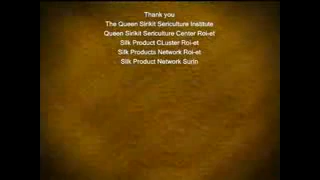 Thank you
The Queen Sirikit Sericulture Institute
Queen Sirikit Sericulture Center Roi-et
Silk Product CLuster Roi-et
Silk Products Network Roi-et
Silk Product Network Surin